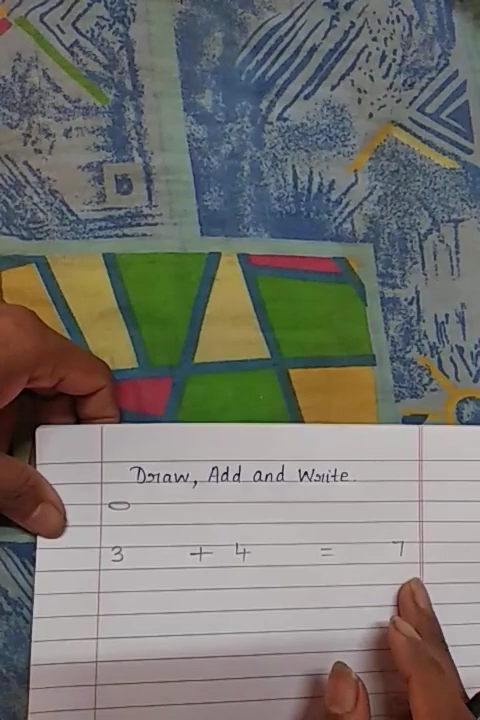 Draw, Add and Write.
3 + 4 = 7